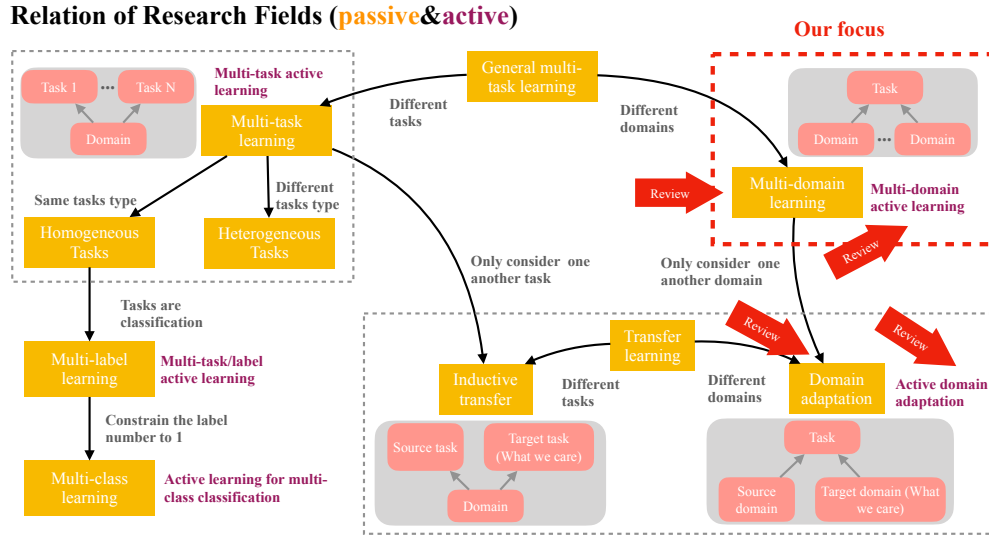 Relation of Research Fields (passive&active)
Our focus
Multi-task active
learning
Task 1
...
Task N
Domain
Multi-task
learning
General multi-
task learning
Different
tasks
Different
domains
Task
Domain
...
Domain
Review
Multi-domain
learning
Multi-domain
active learning
Review
Same tasks type
Different
tasks type
Homogeneous
Tasks
Heterogeneous
Tasks
Only consider one
another task
Only consider one
another domain
Tasks are
classification
Multi-label
learning
Multi-task/label
active learning
Constrain the label
number to 1
Multi-class
learning
Active learning for multi-
class classification
Transfer
learning
Review
Review
Inductive
transfer
Different
tasks
Different
domains
Domain
adaptation
Active domain
adaptation
Source task
Target task
(What we care)
Domain
Task
Source
domain
Target domain (What
we care)